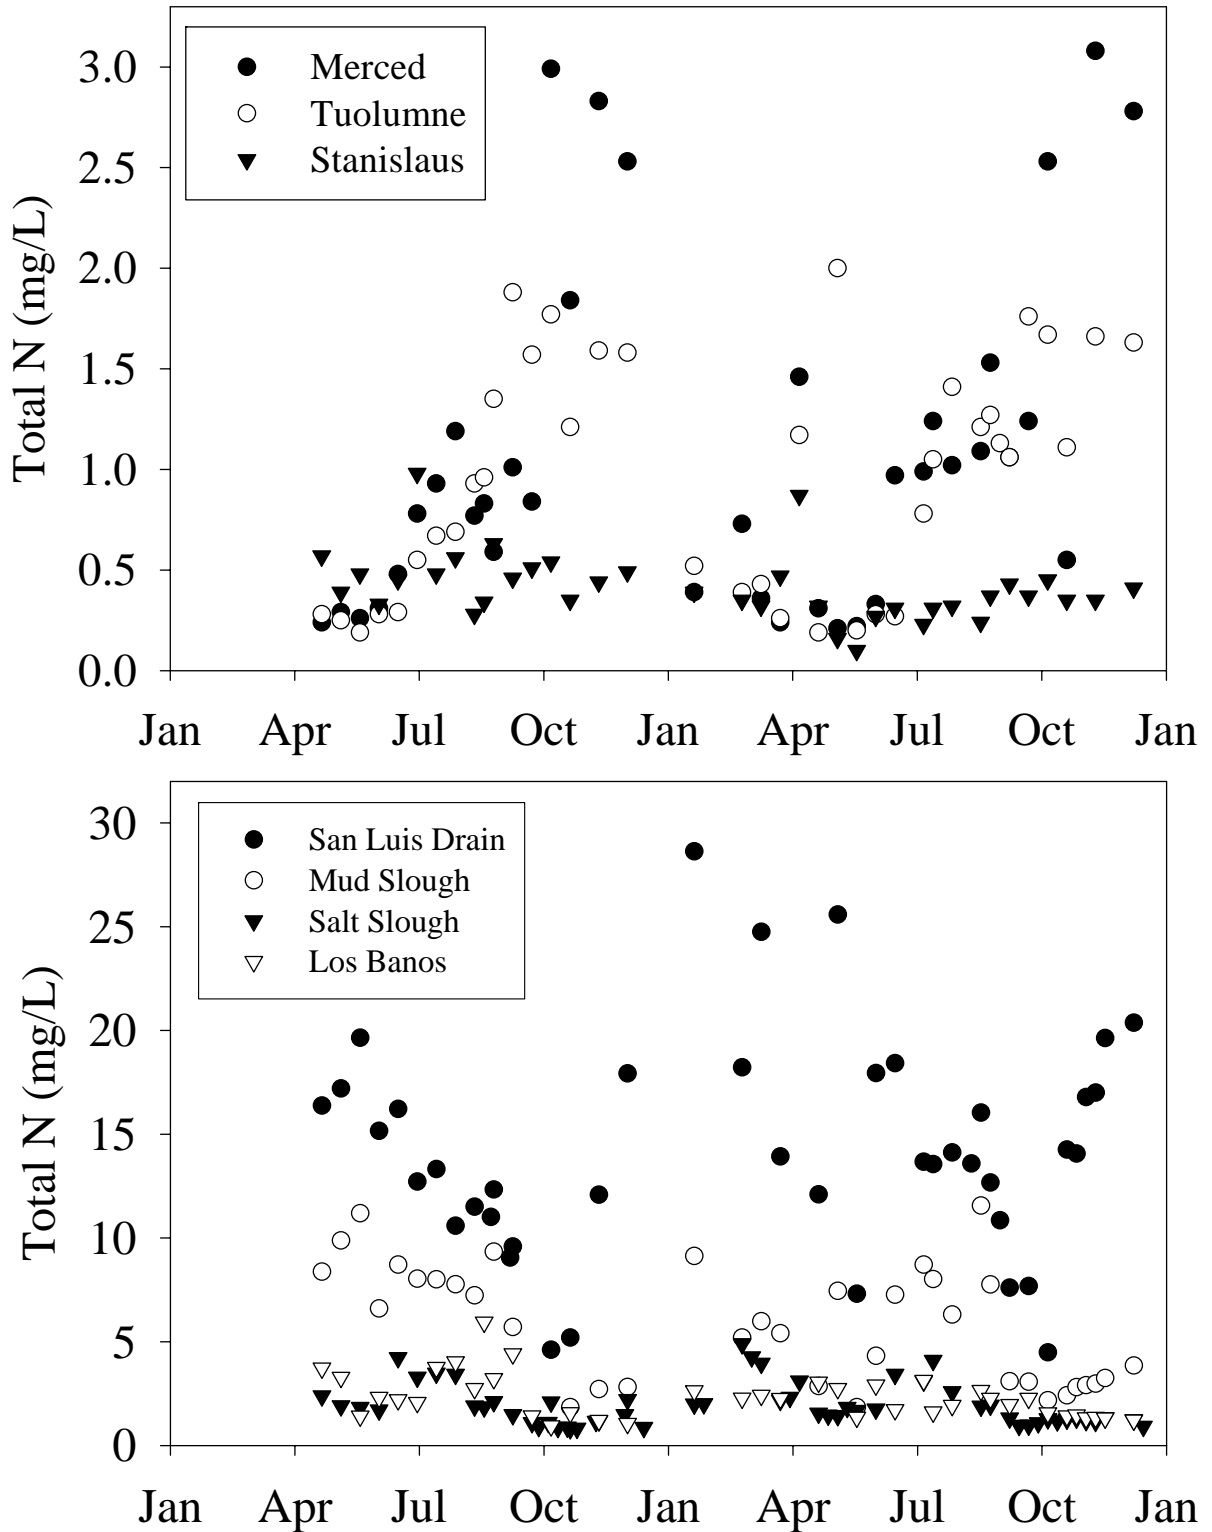 Total N (mg/L)
3.0
2.5
2.0
1.5
1.0
0.5
0.0
Merced
Tuolumne
Stanislaus
Jan Apr Jul Oct Jan Apr Jul Oct Jan
Total N (mg/L)
30
25
20
15
10
5
0
San Luis Drain
Mud Slough
Salt Slough
Los Banos
Jan Apr Jul Oct Jan Apr Jul Oct Jan